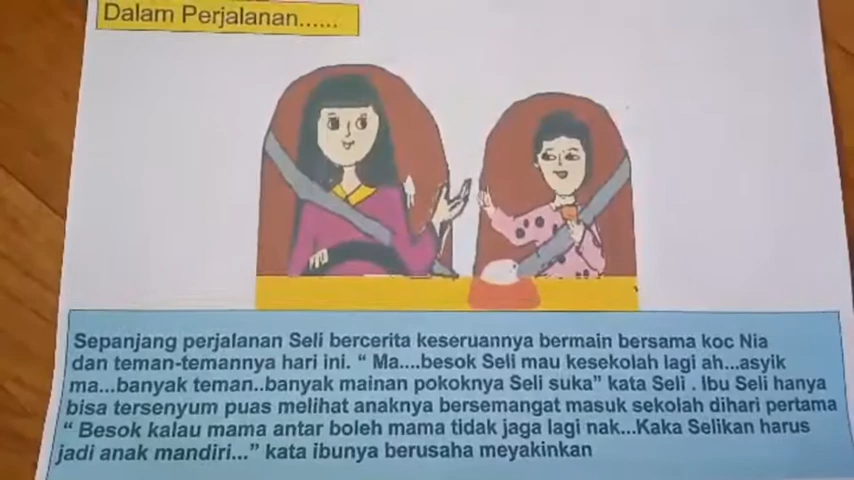 Dalam Perjalanan......
Sepanjang perjalanan Seli bercerita keseruannya bermain bersama koc Nia
dan teman-temannya hari ini. “ Ma....besok Seli mau kesekolah lagi ah...asyik
ma...banyak teman..banyak mainan pokoknya Seli suka” kata Seli . Ibu Seli hanya
bisa tersenyum puas melihat anaknya bersemangat masuk sekolah dihari pertama
“ Besok kalau mama antar boleh mama tidak jaga lagi nak...Kaka Selikan harus
jadi anak mandiri...” kata ibunya berusaha meyakinkan